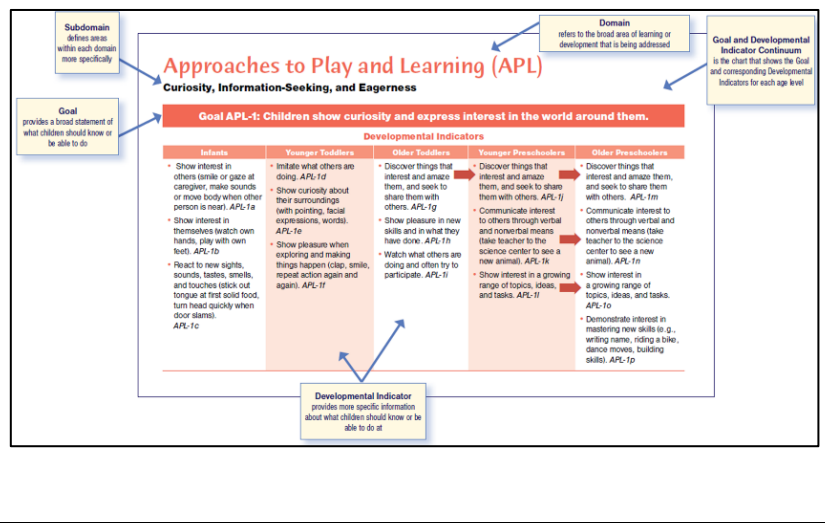 Subdomain
defines areas
within each domain
more specifically
Domain
refers to the broad area of learning or
development that is being addressed
Goal and Developmental
Indicator Continuum
is the chart that shows the Goal
and corresponding Developmental
Indicators for each age level
Goal
provides a broad statement of
what children should know or
be able to do
Approaches to Play and Learning (APL)
Curiosity, Information-Seeking, and Eagerness
Goal APL-1: Children show curiosity and express interest in the world around them.
Developmental Indicators
Infants
• Show interest in
others (smile or gaze at
caregiver, make sounds
or move body when other
person is near). APL-1a
• Show interest in
themselves (watch own
hands, play with own
feet). APL-1b
• React to new sights,
sounds, tastes, smells,
and touches (stick out
tongue at first solid food,
turn head quickly when
door slams).
APL-1c
Younger Toddlers
• Imitate what others are
doing. APL-1d
• Show curiosity about
their surroundings
(with pointing, facial
expressions, words).
APL-1e
• Show pleasure when
exploring and making
things happen (clap, smile,
repeat action again and
again). APL-1f
Older Toddlers
• Discover things that
interest and amaze
them, and seek to
share them with
others. APL-1g
• Show pleasure in new
skills and in what they
have done. APL-1h
• Watch what others are
doing and often try to
participate. APL-1i
Younger Preschoolers
• Discover things that
interest and amaze
them, and seek to share
them with others. APL-1j
• Communicate interest
to others through verbal
and nonverbal means
(take teacher to the
science center to see a
new animal). APL-1k
• Show interest in a growing
range of topics, ideas,
and tasks. APL-1l
Older Preschoolers
• Discover things that
interest and amaze them,
and seek to share them
with others. APL-1m
• Communicate interest to
others through verbal and
nonverbal means (take
teacher to the science
center to see a new
animal). APL-1n
• Show interest in
a growing range of
topics, ideas, and tasks.
APL-1o
• Demonstrate interest in
mastering new skills (e.g.,
writing name, riding a bike,
dance moves, building
skills). APL-1p
Developmental Indicator
provides more specific information
about what children should know or be
able to do at